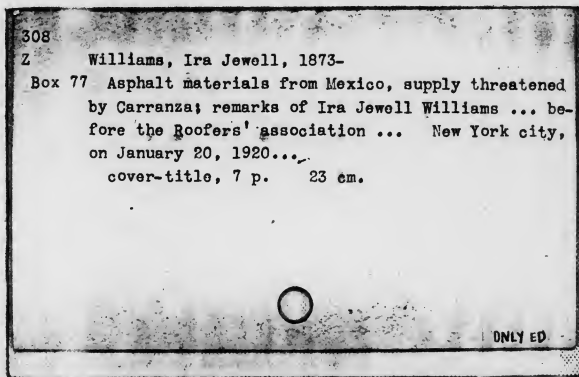 308
Z Williams, Ira Jewell, 1873-
Box 77 Asphalt materials from Mexico, supply threatened
by Carranza; remarks of Ira Jewell Williams ... be-
fore the Roofers' association ... New York city,
on January 20, 1920...
cover-title, 7 p. 23 cm.
ONLY ED